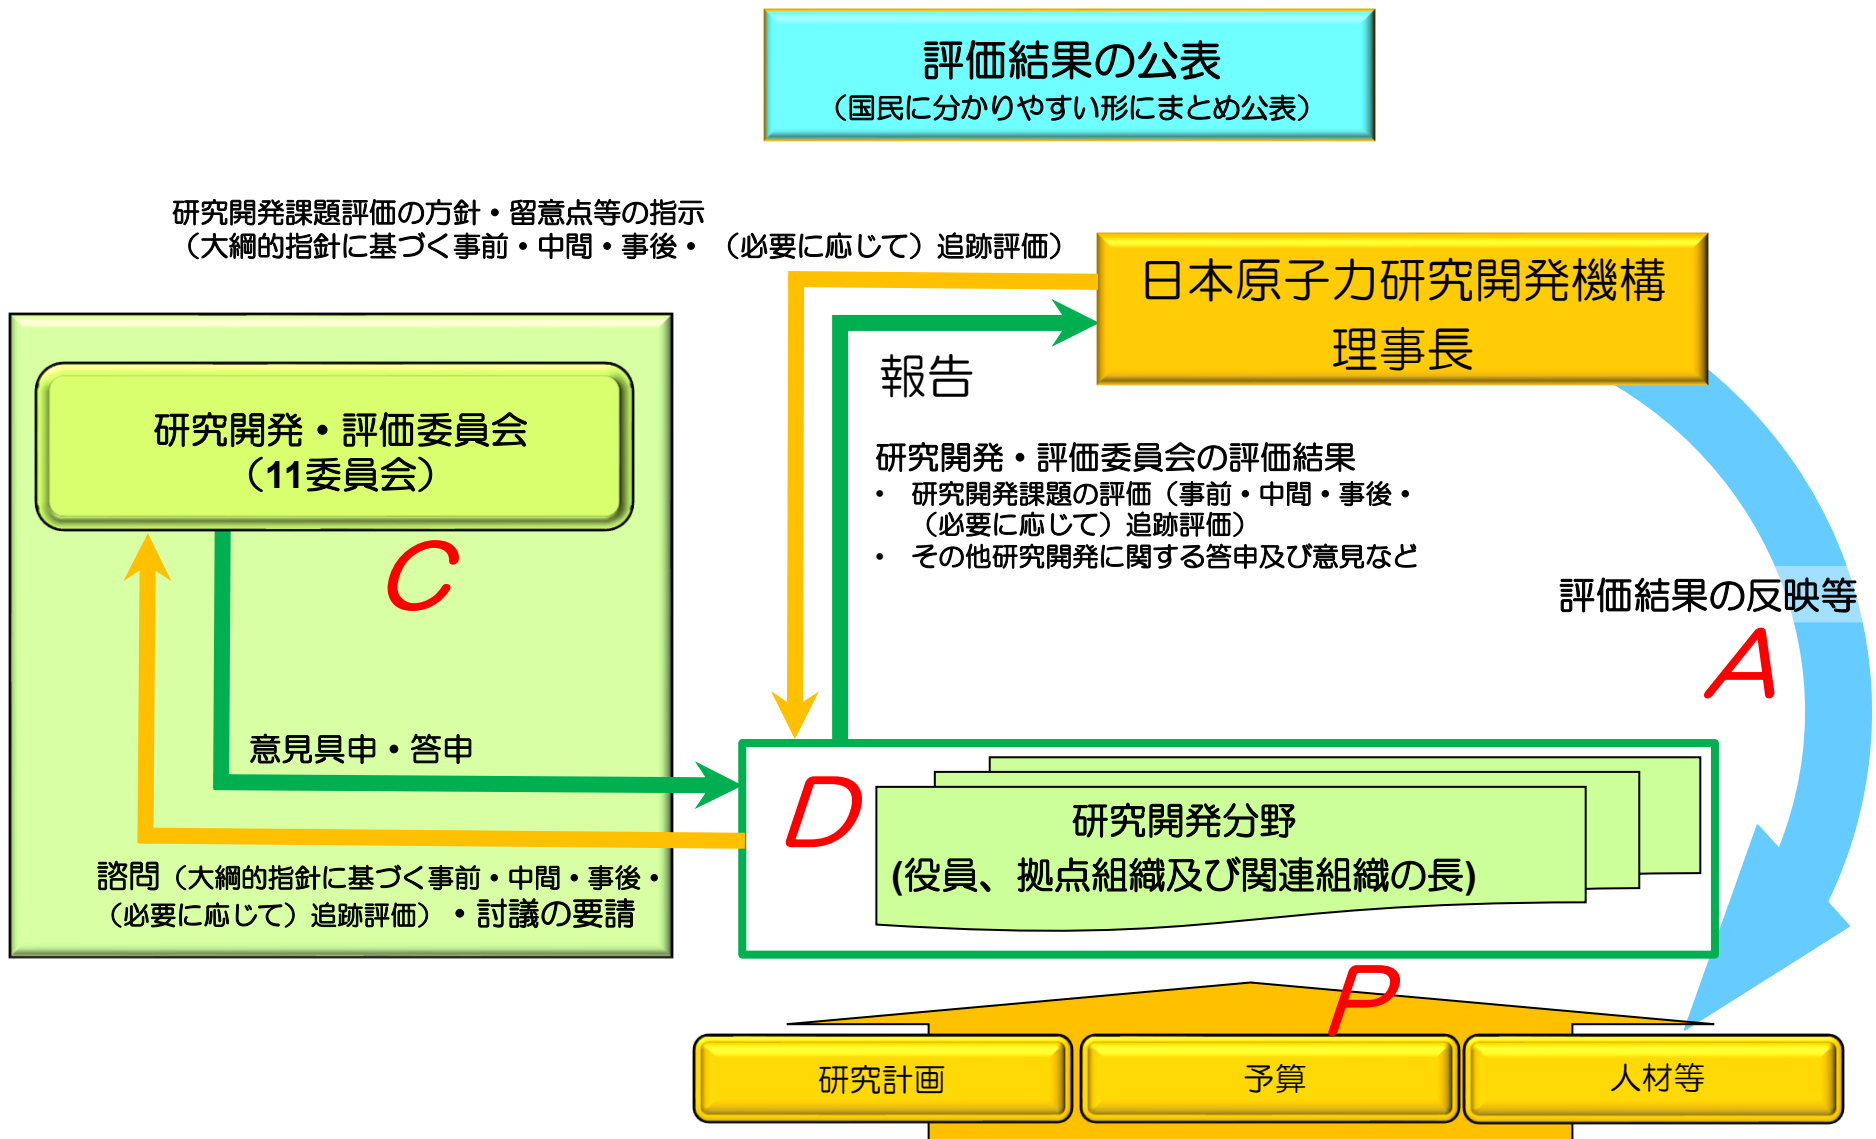 評価結果の公表
（国民に分かりやすい形にまとめ公表）
研究開発課題評価の方針・留意点等の指示
（大綱的指針に基づく事前・中間・事後・ （必要に応じて）追跡評価）
日本原子力研究開発機構
理事長
報告
研究開発・評価委員会
（11委員会）
研究開発・評価委員会の評価結果
• 研究開発課題の評価（事前・中間・事後・
（必要に応じて）追跡評価）
• その他研究開発に関する答申及び意見など
C
評価結果の反映等
A
意見具申・答申
D
研究開発分野
(役員、拠点組織及び関連組織の長)
諮問（大綱的指針に基づく事前・中間・事後・
（必要に応じて）追跡評価）・討議の要請
P
研究計画
予算
人材等